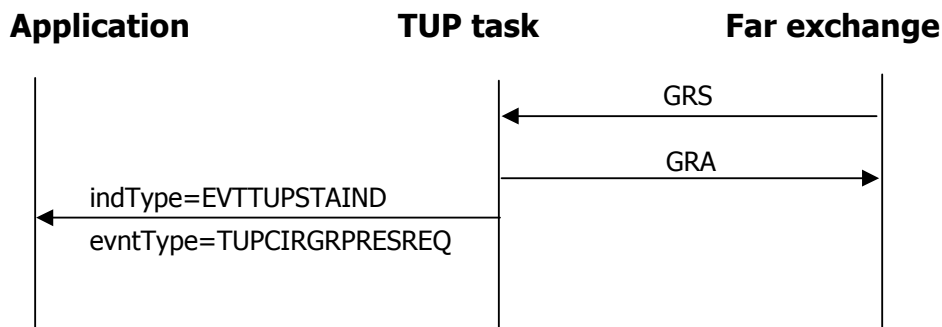 Application TUP task Far exchange
GRS
GRA
indType=EVTTUPSTAIND
evntType=TUPCIRGRPRESREQ